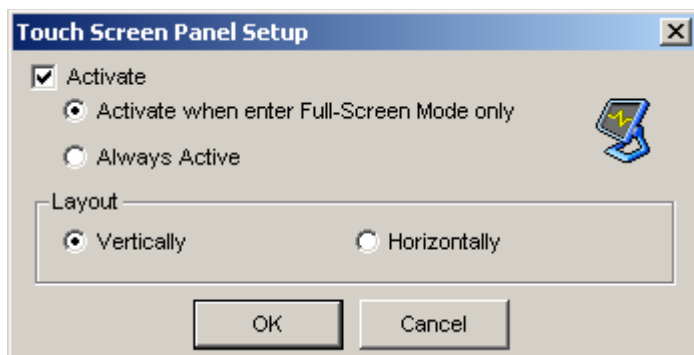 Touch Screen Panel Setup
Activate
Activate when enter Full-Screen Mode only
Always Active
Layout
Vertically
Horizontally
OK
Cancel